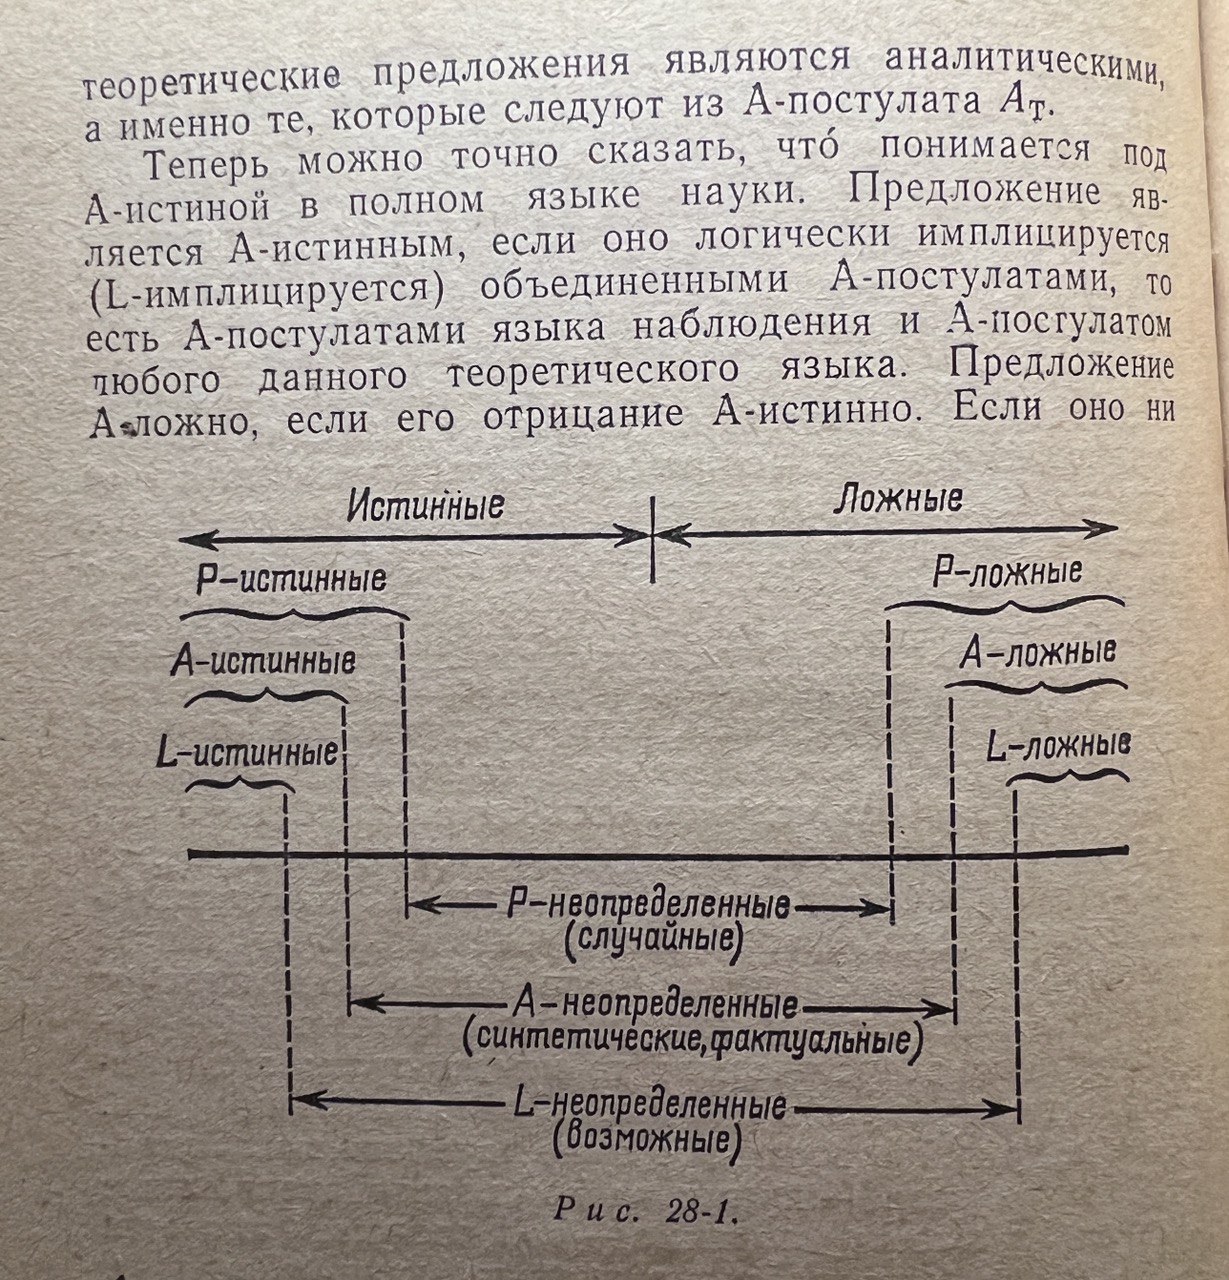 теоретические предложения являются аналитическими,
а именно те, которые следуют из А-постулата Ат.
Теперь можно точно сказать, что́ понимается под
А-истиной в полном языке науки. Предложение яв-
ляется А-истинным, если оно логически имплицируется
(L-имплицируется) объединенными А-постулатами, то
есть А-постулатами языка наблюдения и А-постулатом
любого данного теоретического языка. Предложение
А-ложно, если его отрицание А-истинно. Если оно ни
Истинные Ложные
Р-истинные Р-ложные
А-истинные А-ложные
L-истинные L-ложные
Р-неопределенные
(случайные)
А-неопределенные
(синтетические, фактуальные)
L-неопределенные
(возможные)
Рис. 28-1.